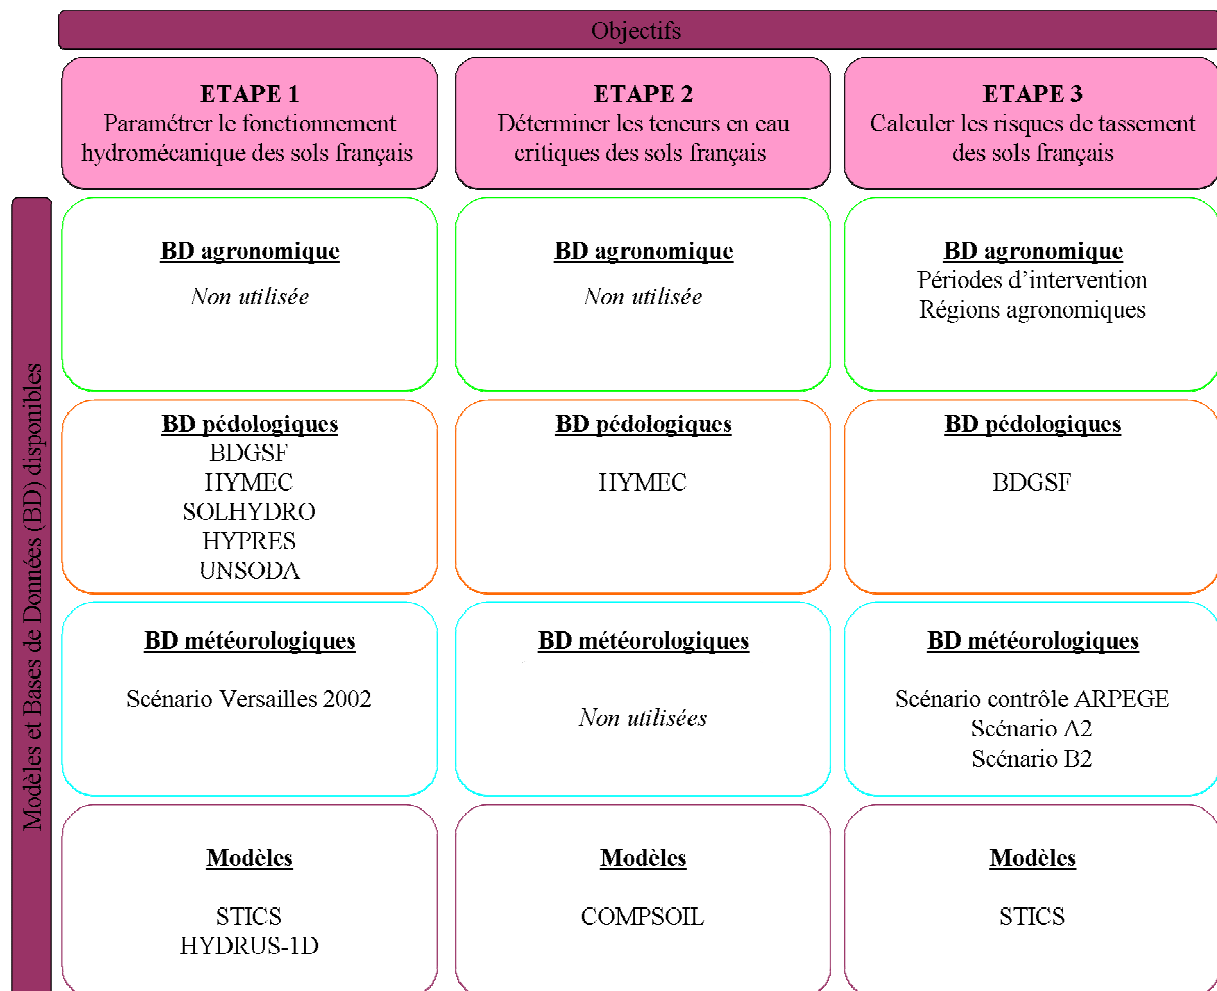 Objectifs
ETAPE 1
Paramétrer le fonctionnement
hydromécanique des sols français
ETAPE 2
Déterminer les teneurs en eau
critiques des sols français
ETAPE 3
Calculer les risques de tassement
des sols français
Modèles et Bases de Données (BD) disponibles
BD agronomique
Non utilisée
BD agronomique
Non utilisée
BD agronomique
Périodes d’intervention
Régions agronomiques
BD pédologiques
BDGSF
HYMEC
SOLHYDRO
HYPRES
UNSODA
BD pédologiques
HYMEC
BD pédologiques
BDGSF
BD météorologiques
Scénario Versailles 2002
BD météorologiques
Non utilisées
BD météorologiques
Scénario contrôle ARPEGE
Scénario A2
Scénario B2
Modèles
STICS
HYDRUS-1D
Modèles
COMPSOIL
Modèles
STICS